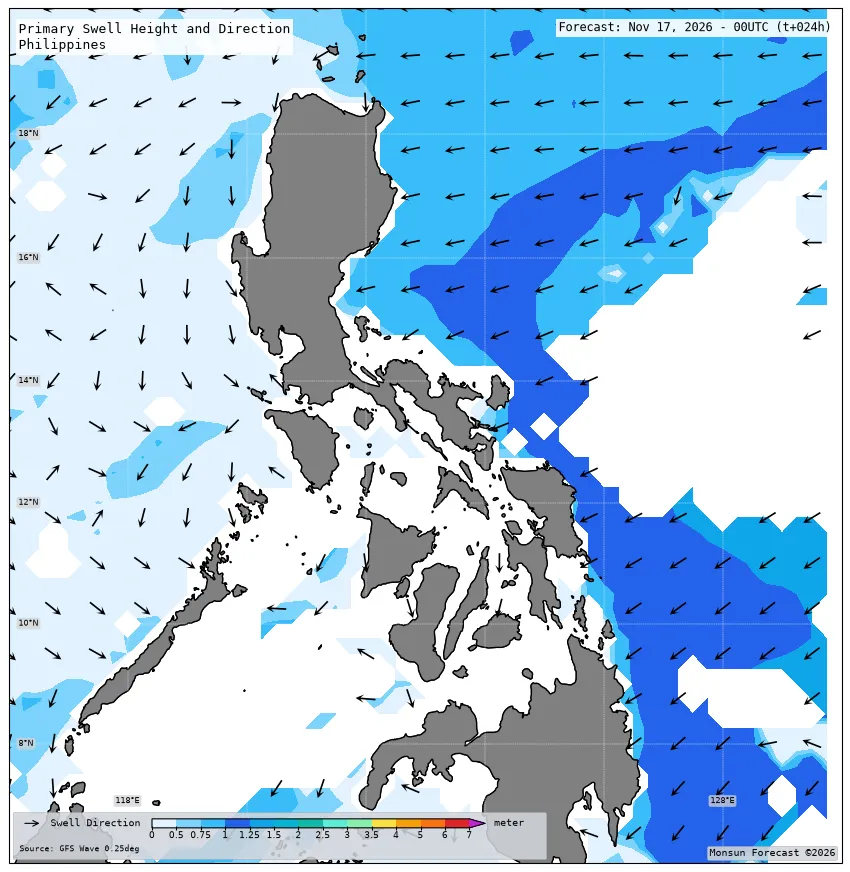 Primary Swell Height and Direction
Philippines
Forecast: Nov 17, 2026 - 00UTC (t+024h)
18°N
16°N
14°N
12°N
10°N
8°N
118°E
128°E
Swell Direction
0 0.5 0.75 1 1.25 1.5 2 2.5 3 3.5 4 5 6 7
meter
Source: GFS Wave 0.25deg
Monsun Forecast ©2026